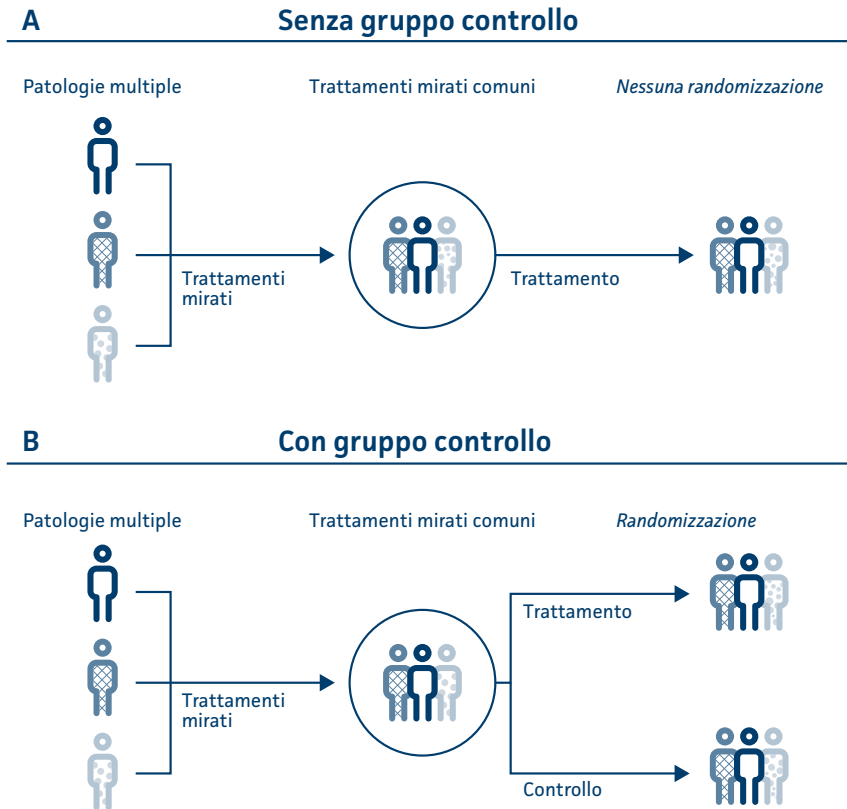 A
Senza gruppo controllo
Patologie multiple
Trattamenti mirati comuni
Nessuna randomizzazione
Trattamenti
mirati
Trattamento
B
Con gruppo controllo
Patologie multiple
Trattamenti mirati comuni
Randomizzazione
Trattamento
Trattamenti
mirati
Controllo